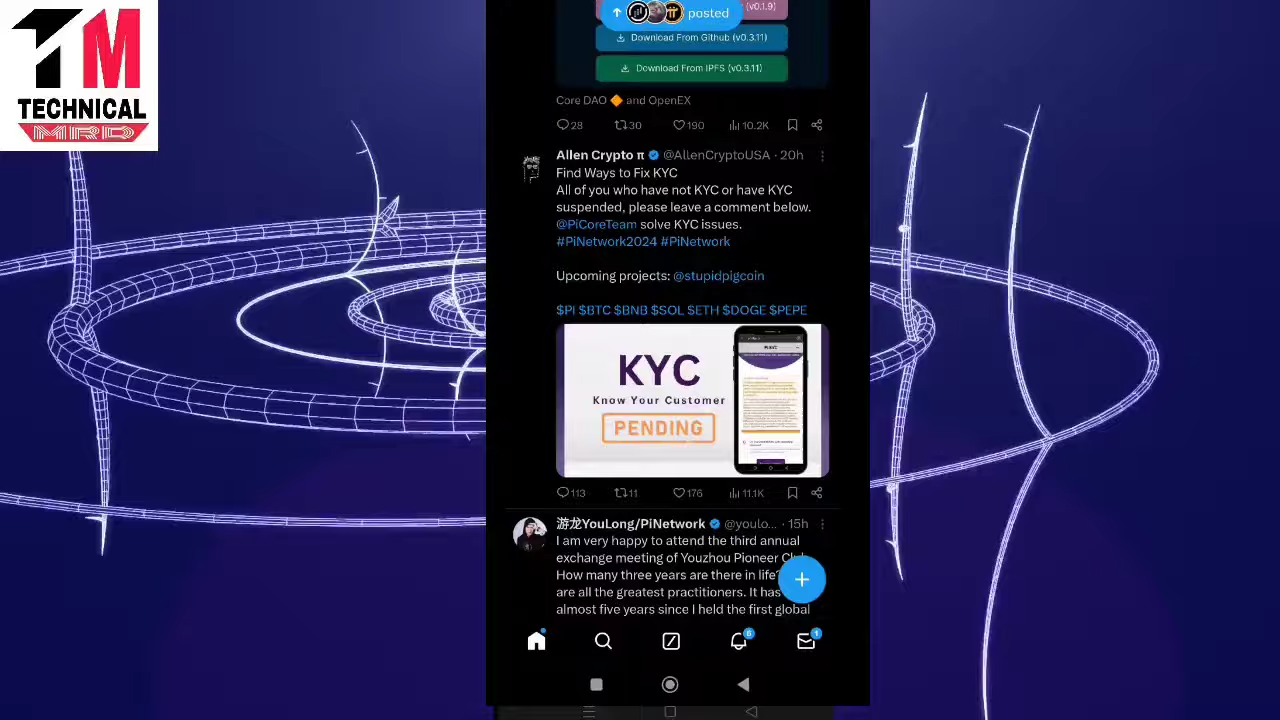 TM
TECHNICAL
MRD
posted
(v0.1.9)
Download From Github (v0.3.11)
Download From IPFS (v0.3.11)
Core DAO 🔶 and OpenEX
28 30 190 10.2K
Allen Crypto π @AllenCryptoUSA · 20h
Find Ways to Fix KYC
All of you who have not KYC or have KYC
suspended, please leave a comment below.
@PiCoreTeam solve KYC issues.
#PiNetwork2024 #PiNetwork
Upcoming projects: @stupidpigcoin
$PI $BTC $BNB $SOL $ETH $DOGE $PEPE
KYC
Know Your Customer
PENDING
113 11 176 11.1K
游龙YouLong/PiNetwork @youlo... · 15h
I am very happy to attend the third annual
exchange meeting of Youzhou Pioneer
How many three years are there in life?
are all the greatest practitioners. It has
almost five years since I held the first global
6
1